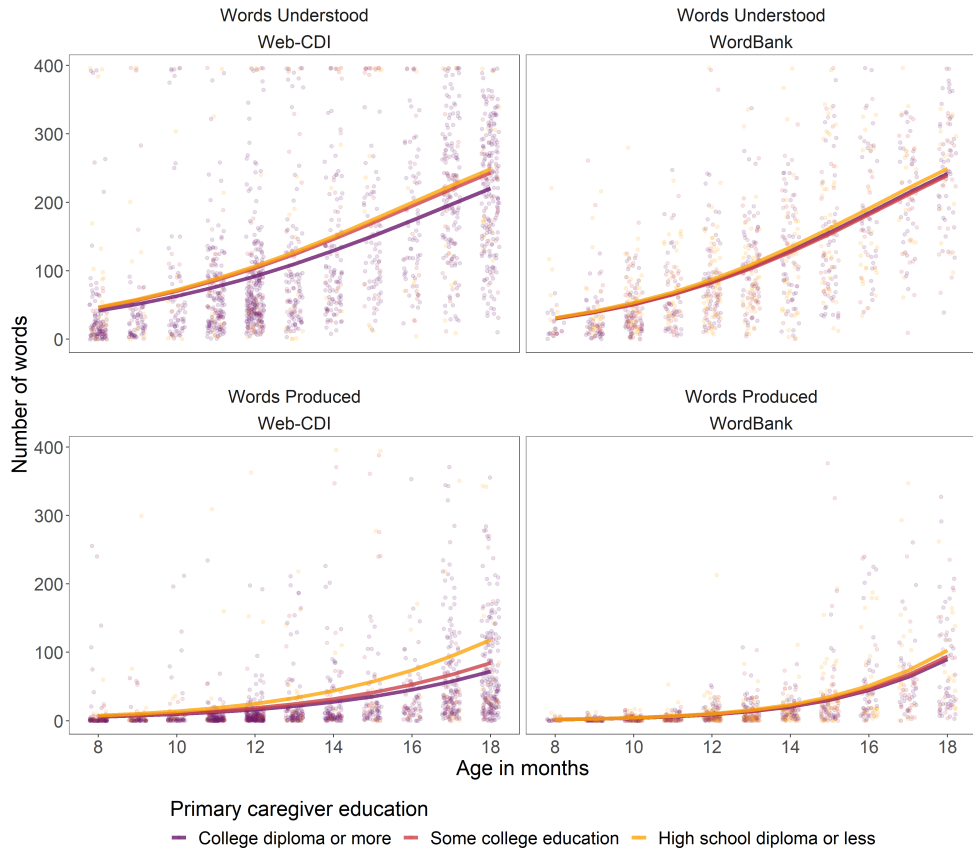 Words Understood Words Understood
Web-CDI WordBank
400
300
200
100
0
Words Produced Words Produced
Web-CDI WordBank
400
300
200
100
0
Number of words
8 10 12 14 16 18 8 10 12 14 16 18
Age in months
Primary caregiver education
College diploma or more Some college education High school diploma or less